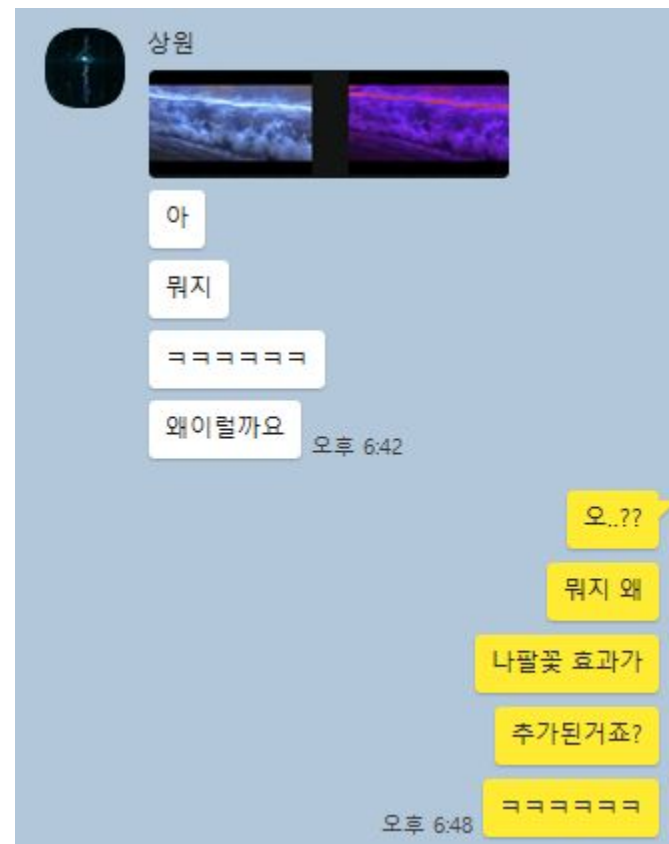 상원
아
뭐지
ㅋㅋㅋㅋㅋㅋ
왜이럴까요
오후 6:42
오..??
뭐지 왜
나팔꽃 효과가
추가된거죠?
ㅋㅋㅋㅋㅋㅋ
오후 6:48